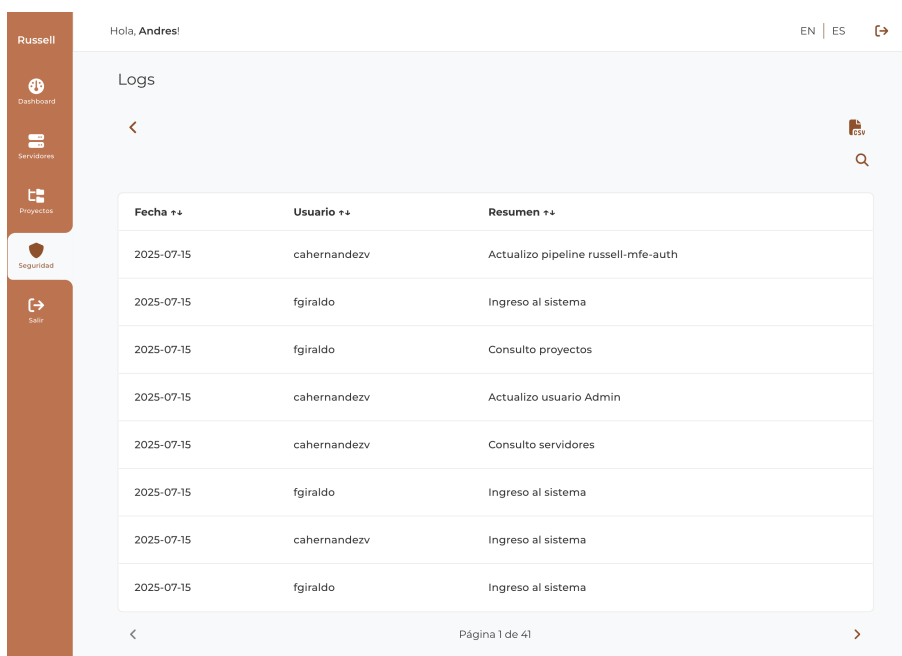 Russell
Hola, Andres!
EN | ES
Dashboard
Servidores
Proyectos
Seguridad
Salir
Logs
CSV
Fecha ↑↓ Usuario ↑↓ Resumen ↑↓
2025-07-15 cahernandezv Actualizo pipeline russell-mfe-auth
2025-07-15 fgiraldo Ingreso al sistema
2025-07-15 fgiraldo Consulto proyectos
2025-07-15 cahernandezv Actualizo usuario Admin
2025-07-15 cahernandezv Consulto servidores
2025-07-15 fgiraldo Ingreso al sistema
2025-07-15 cahernandezv Ingreso al sistema
2025-07-15 fgiraldo Ingreso al sistema
Página 1 de 41